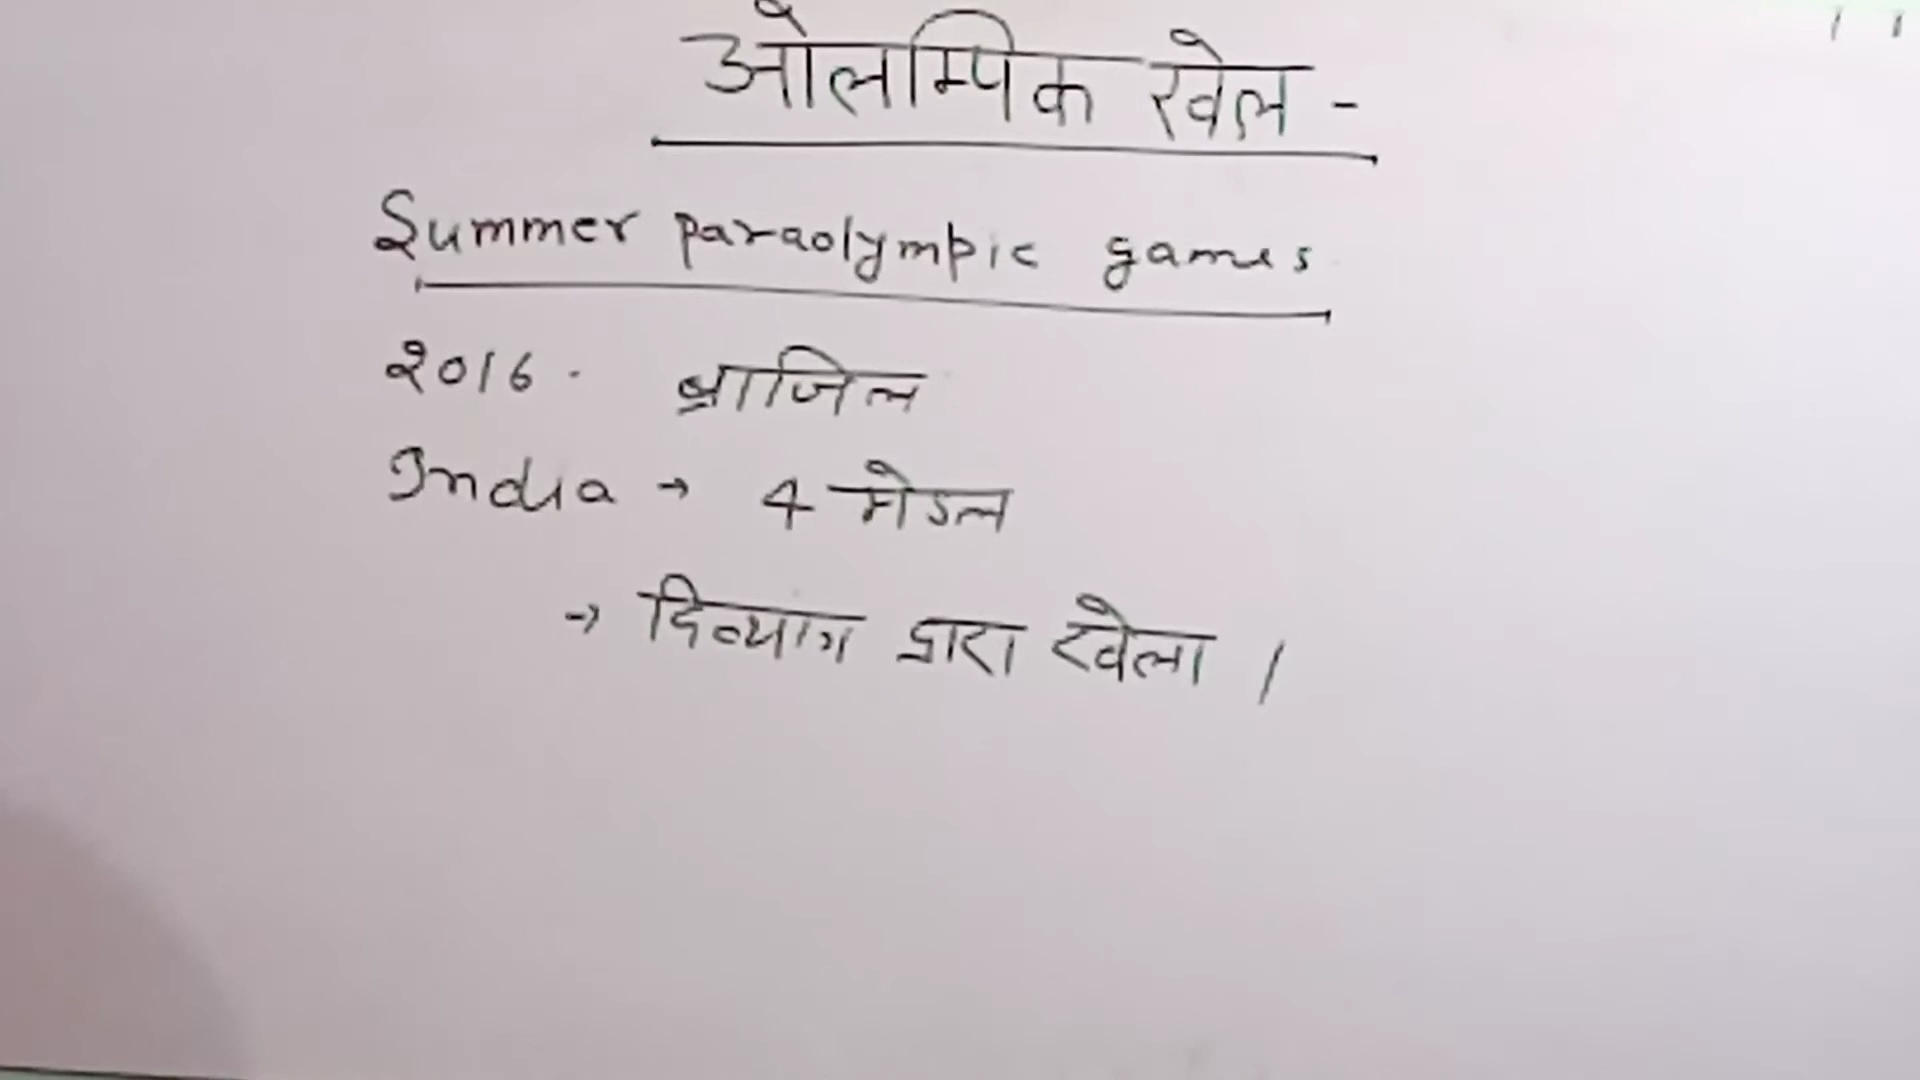 ओलम्पिक खेल -
Summer paraolympic games
2016. ब्राजिल
India → 4 मेडल
→ दिव्यांग द्वारा खेला ।